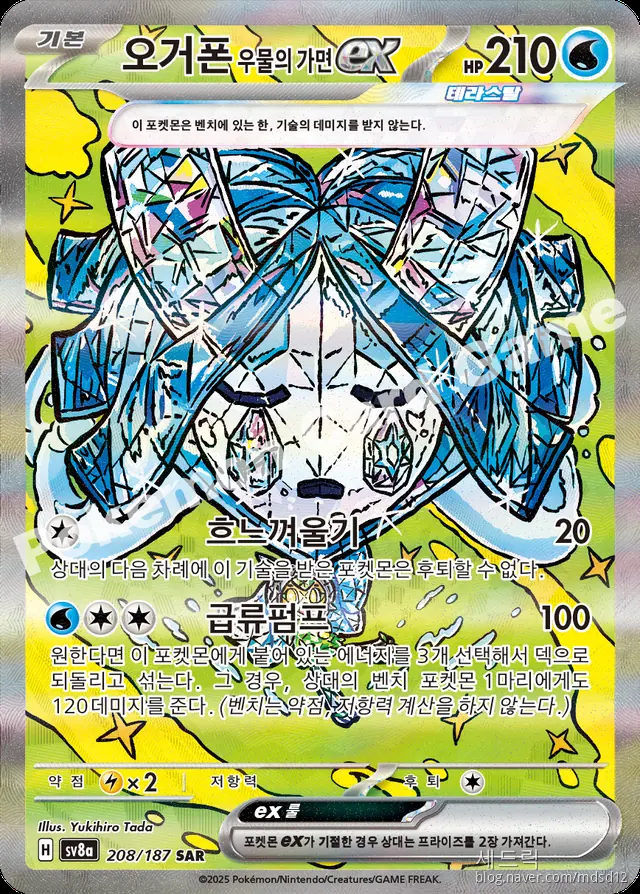 기본 오거폰 우물의 가면 ex HP 210
테라스탈
이 포켓몬은 벤치에 있는 한, 기술의 데미지를 받지 않는다.
Pokémon Card Game
흐느껴울기 20
상대의 다음 차례에 이 기술을 받은 포켓몬은 후퇴할 수 없다.
급류펌프 100
원한다면 이 포켓몬에게 붙어 있는 에너지를 3개 선택해서 덱으로
되돌리고 섞는다. 그 경우, 상대의 벤치 포켓몬 1마리에게도
120데미지를 준다. (벤치는 약점・저항력 계산을 하지 않는다.)
약점 ×2 저항력 후퇴
Illus. Yukihiro Tada
ex 룰
H sv8a 208/187 SAR
포켓몬 ex가 기절한 경우 상대는 프라이즈를 2장 가져간다.
세드릭
blog.naver.com/mdsd12
©2025 Pokémon/Nintendo/Creatures/GAME FREAK.